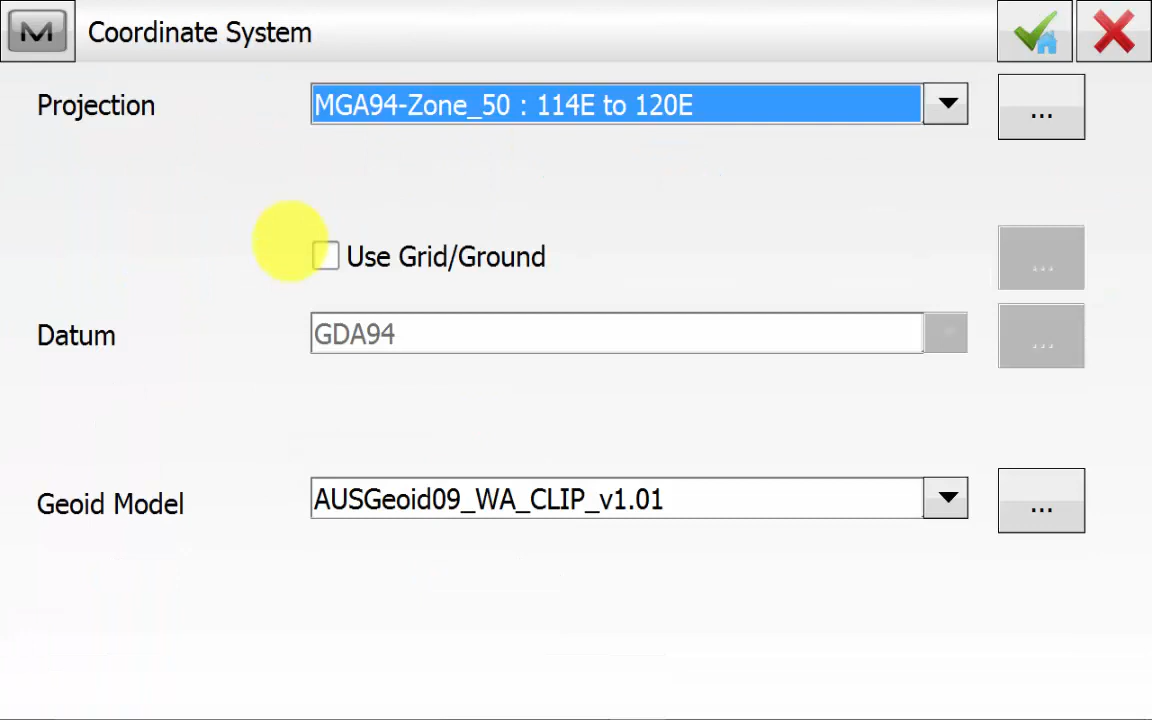 Coordinate System
Projection
MGA94-Zone_50 : 114E to 120E
...
Use Grid/Ground
...
Datum
GDA94
...
Geoid Model
AUSGeoid09_WA_CLIP_v1.01
...